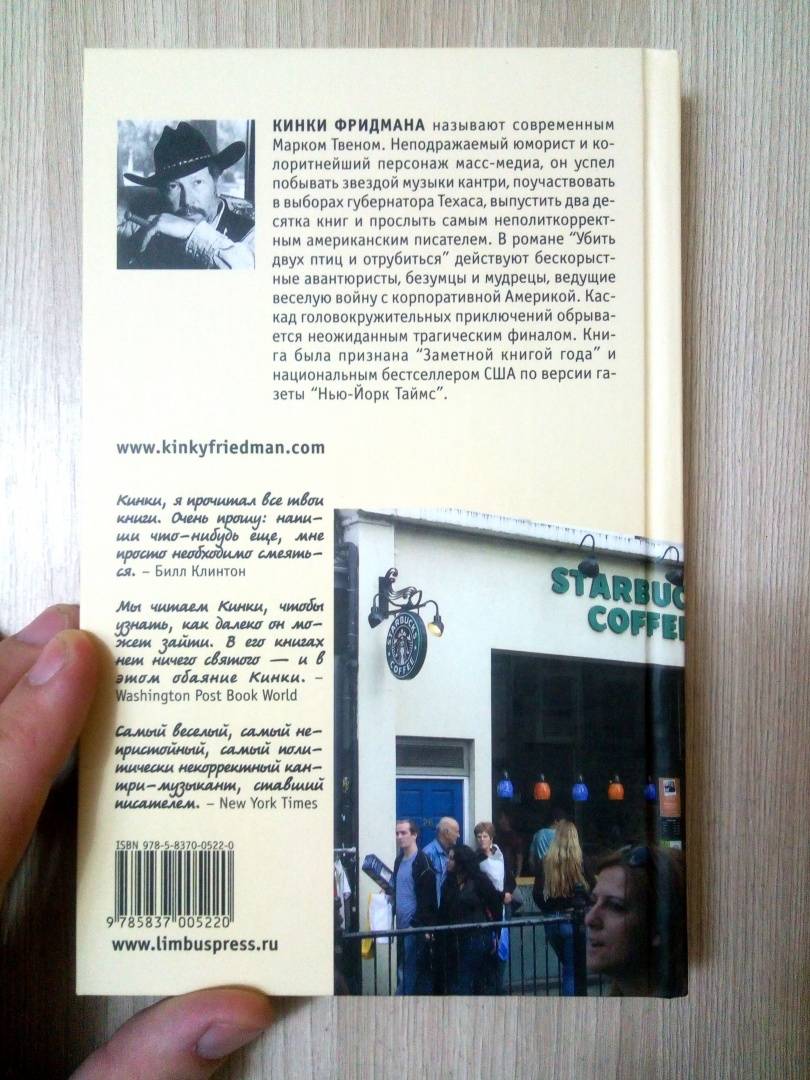 КИНКИ ФРИДМАНА называют современным
Марком Твеном. Неподражаемый юморист и ко-
лоритнейший персонаж масс-медиа, он успел
побывать звездой музыки кантри, поучаствовать
в выборах губернатора Техаса, выпустить два де-
сятка книг и прослыть самым неполиткоррект-
ным американским писателем. В романе “Убить
двух птиц и отрубиться” действуют бескорыст-
ные авантюристы, безумцы и мудрецы, ведущие
веселую войну с корпоративной Америкой. Кас-
кад головокружительных приключений обрыва-
ется неожиданным трагическим финалом. Кни-
га была признана “Заметной книгой года” и
национальным бестселлером США по версии га-
зеты “Нью-Йорк Таймс”.
www.kinkyfriedman.com
Кинки, я прочитал все твои
книги. Очень прошу: напи-
ши что-нибудь еще, мне
просто необходимо смеять-
ся. – Билл Клинтон
Мы читаем Кинки, чтобы
узнать, как далеко он мо-
жет зайти. В его книгах
нет ничего святого — и в
этом обаяние Кинки. –
Washington Post Book World
Самый веселый, самый не-
пристойный, самый поли-
тически некорректный кан-
три-музыкант, ставший
писателем. – New York Times
STARBUC
COFFE
STARBUCKS
COFFEE
26
ISBN 978-5-8370-0522-0
9 785837 005220
www.limbuspress.ru